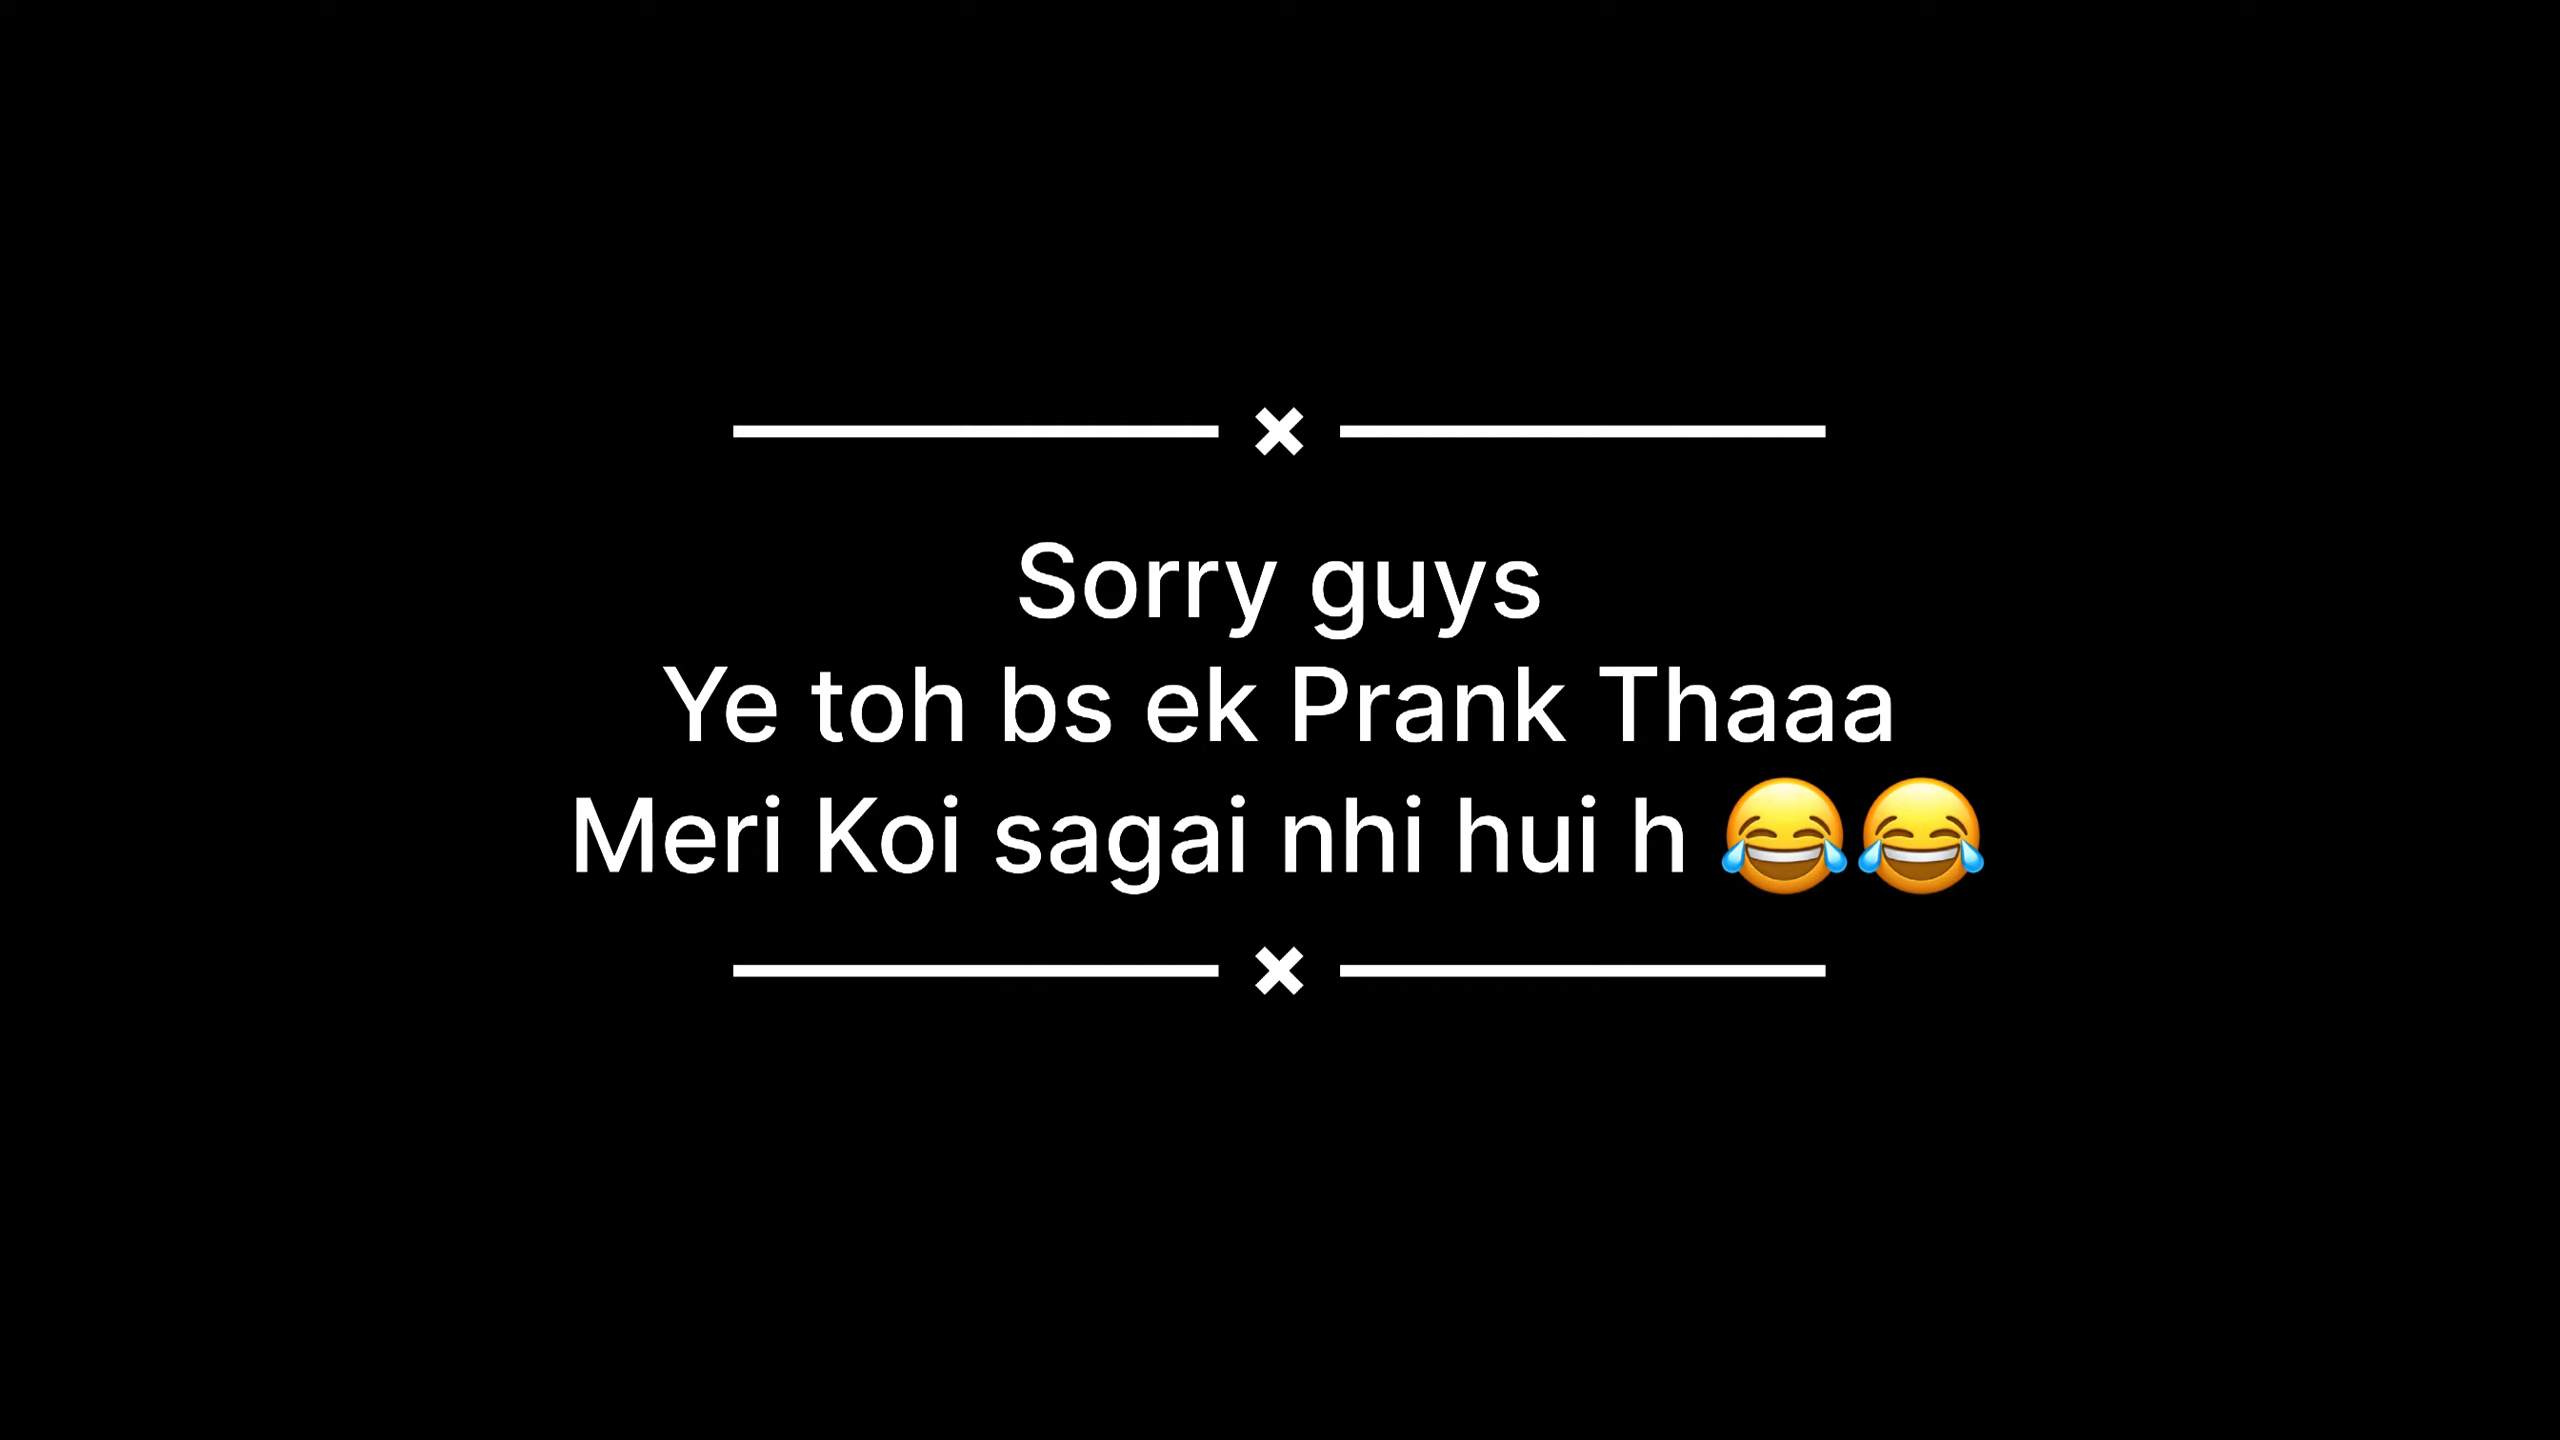 Sorry guys
Ye toh bs ek Prank Thaaa
Meri Koi sagai nhi hui h 😂😂